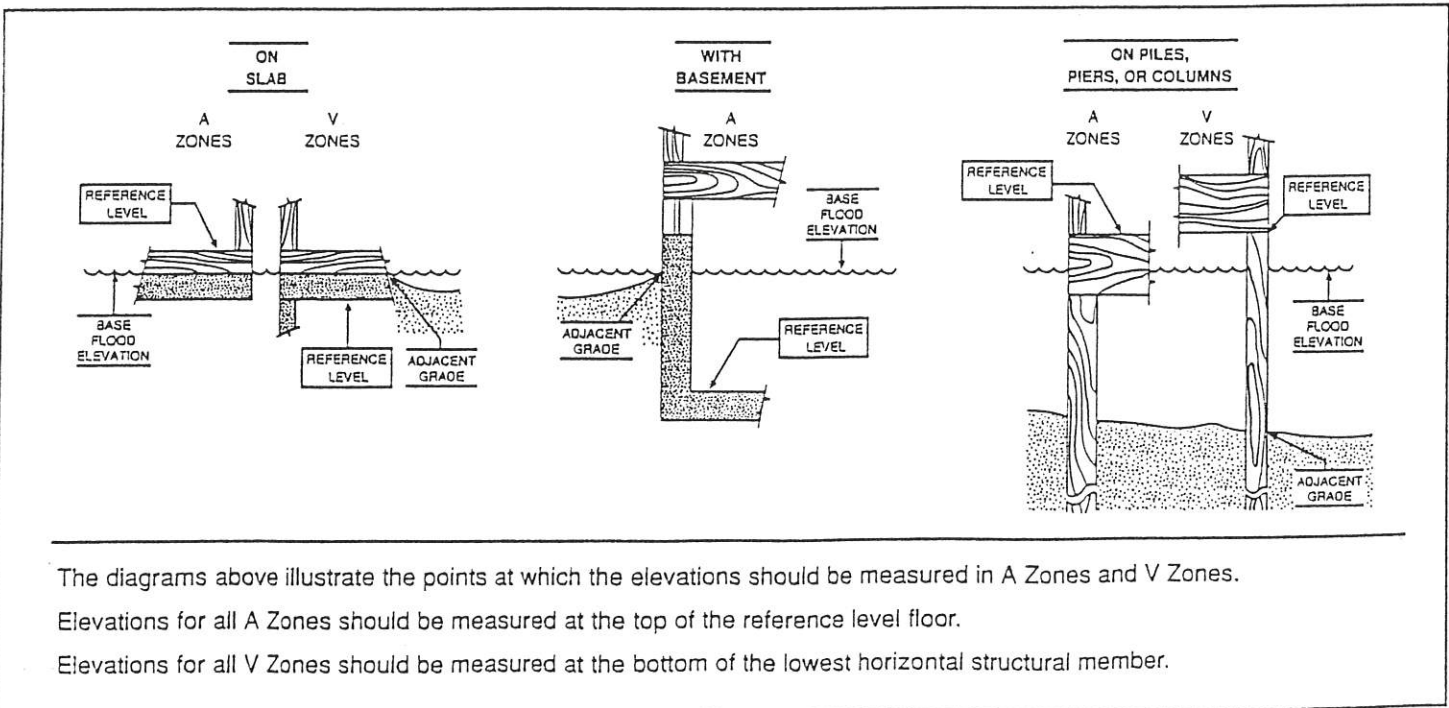 ON
SLAB
A
ZONES
V
ZONES
REFERENCE
LEVEL
BASE
FLOOD
ELEVATION
REFERENCE
LEVEL
ADJACENT
GRADE
WITH
BASEMENT
A
ZONES
BASE
FLOOD
ELEVATION
ADJACENT
GRADE
REFERENCE
LEVEL
ON PILES,
PIERS, OR COLUMNS
A
ZONES
V
ZONES
REFERENCE
LEVEL
REFERENCE
LEVEL
BASE
FLOOD
ELEVATION
ADJACENT
GRADE
The diagrams above illustrate the points at which the elevations should be measured in A Zones and V Zones.
Elevations for all A Zones should be measured at the top of the reference level floor.
Elevations for all V Zones should be measured at the bottom of the lowest horizontal structural member.